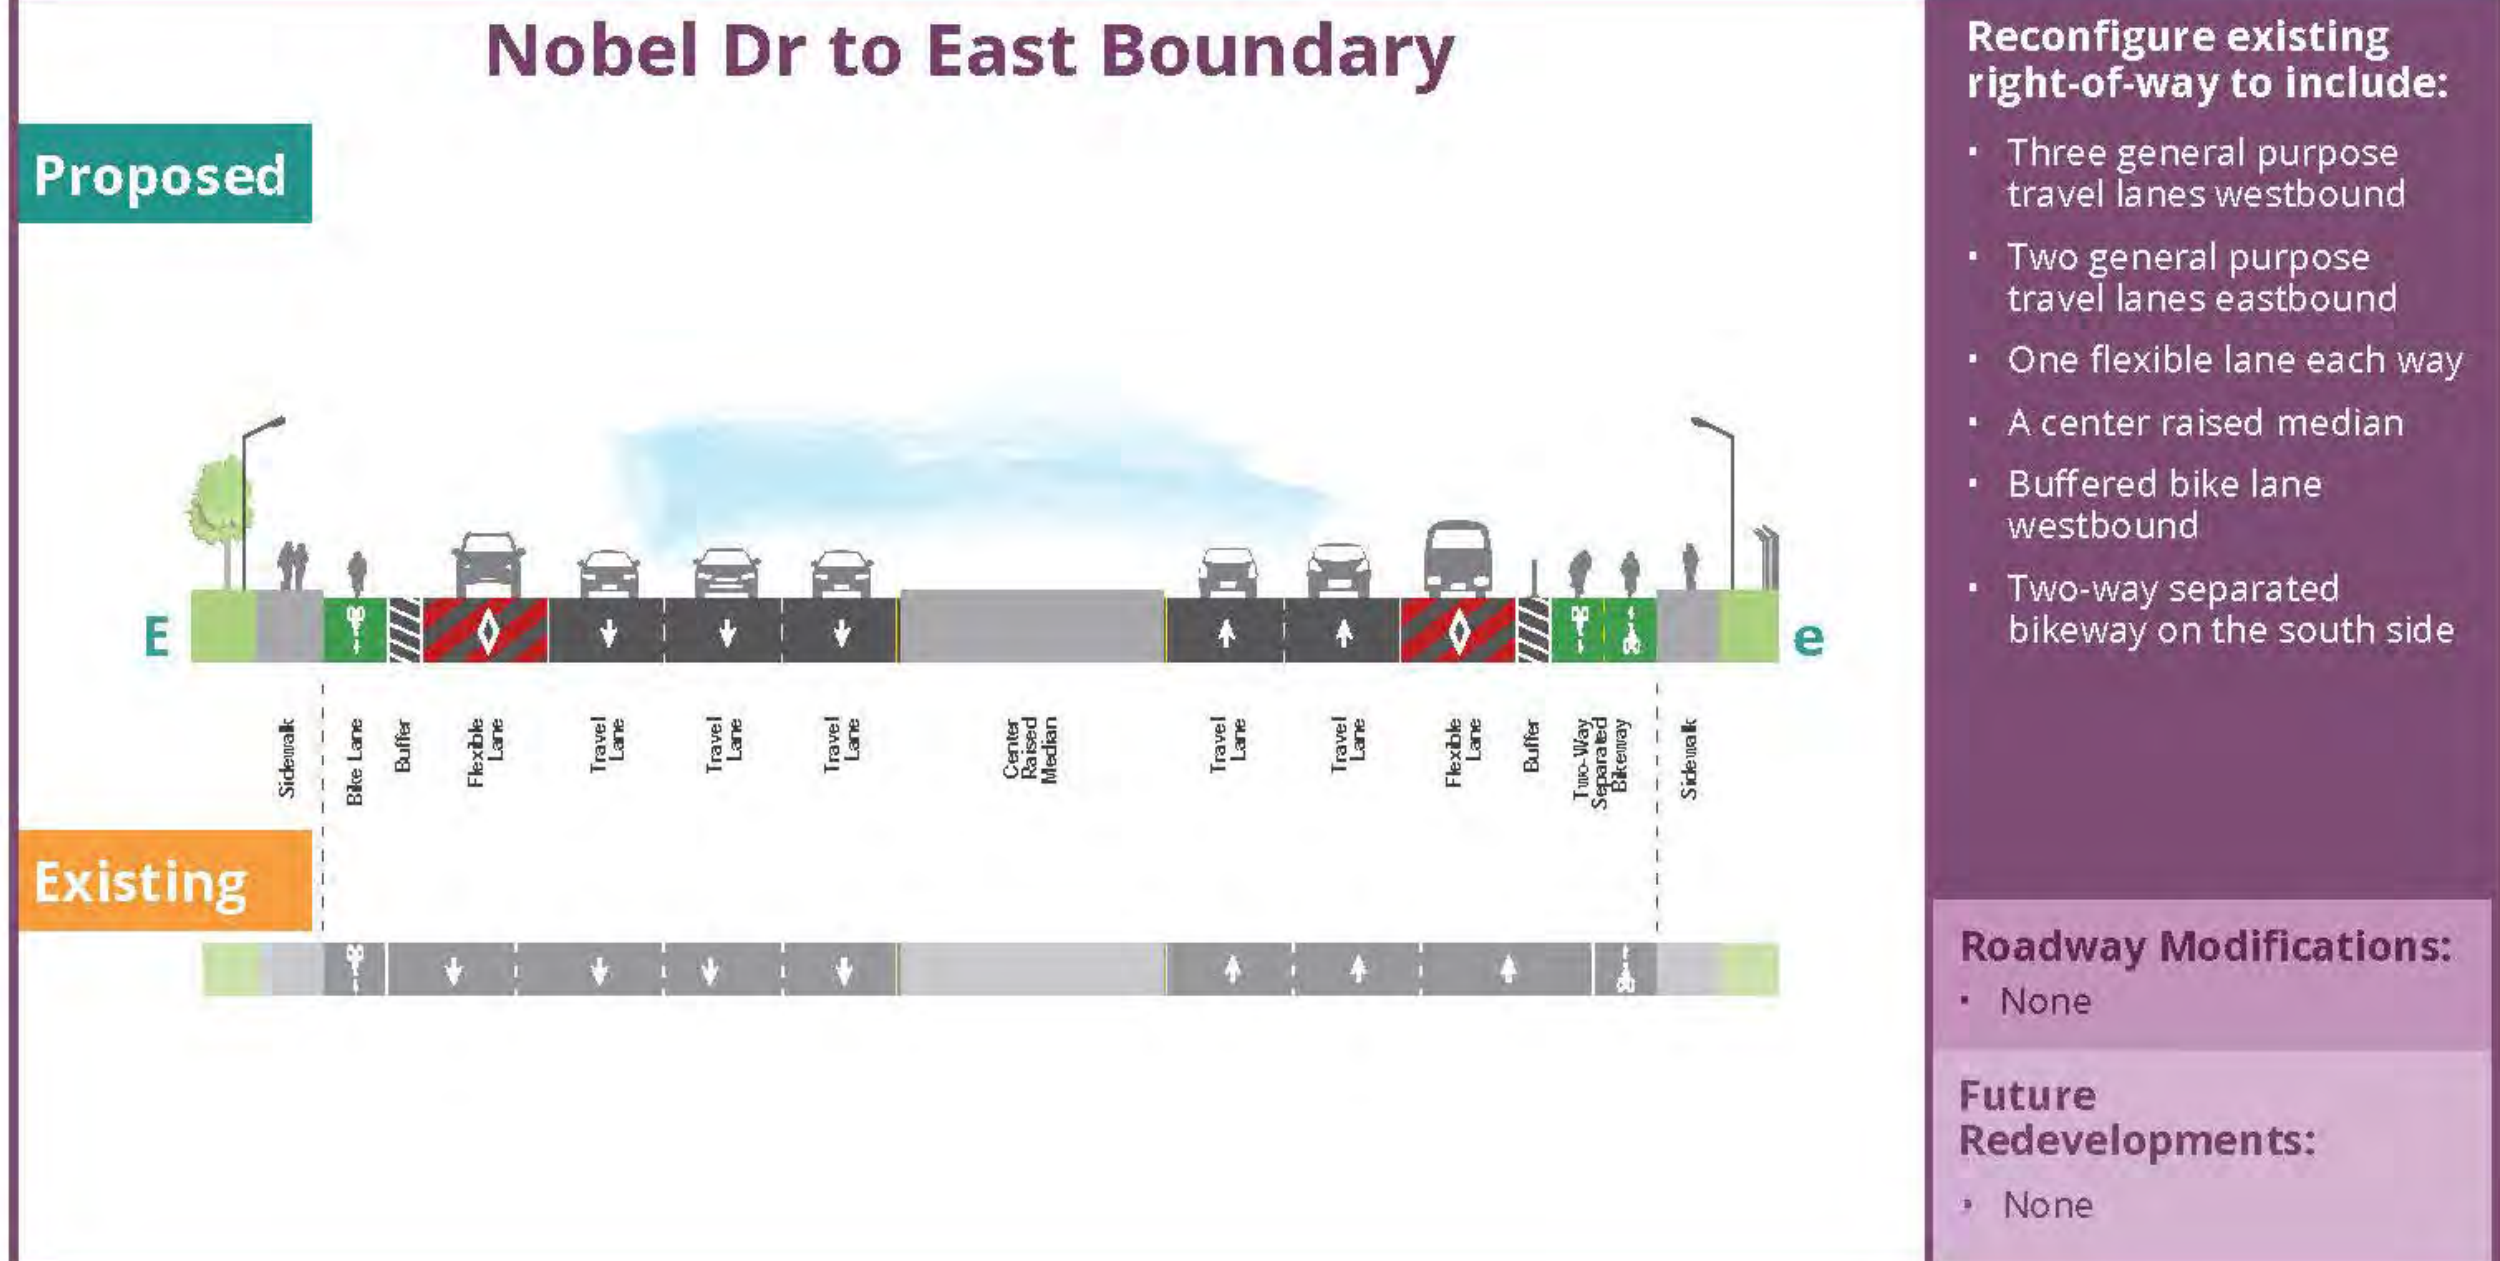 Nobel Dr to East Boundary
Proposed
E
e
Sidewalk
Bike Lane
Buffer
Flexible
Lane
Travel
Lane
Travel
Lane
Travel
Lane
Center
Raised
Median
Travel
Lane
Travel
Lane
Flexible
Lane
Buffer
Two-Way
Separated
Bikeway
Sidewalk
Existing
Reconfigure existing
right-of-way to include:
· Three general purpose
travel lanes westbound
· Two general purpose
travel lanes eastbound
· One flexible lane each way
· A center raised median
· Buffered bike lane
westbound
· Two-way separated
bikeway on the south side
Roadway Modifications:
· None
Future
Redevelopments:
· None